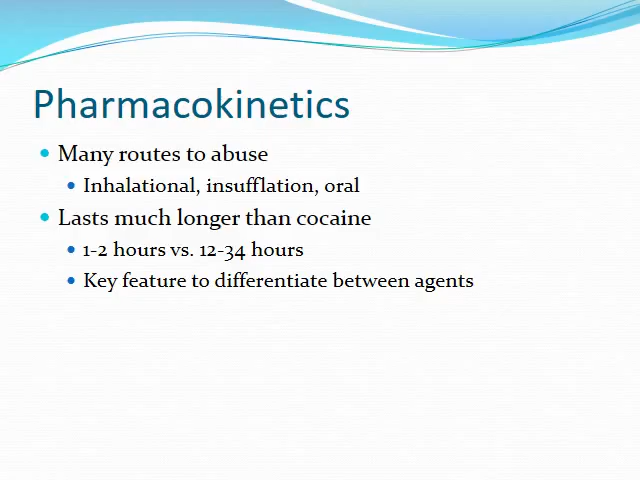 Pharmacokinetics
Many routes to abuse
Inhalational, insufflation, oral
Lasts much longer than cocaine
1-2 hours vs. 12-34 hours
Key feature to differentiate between agents